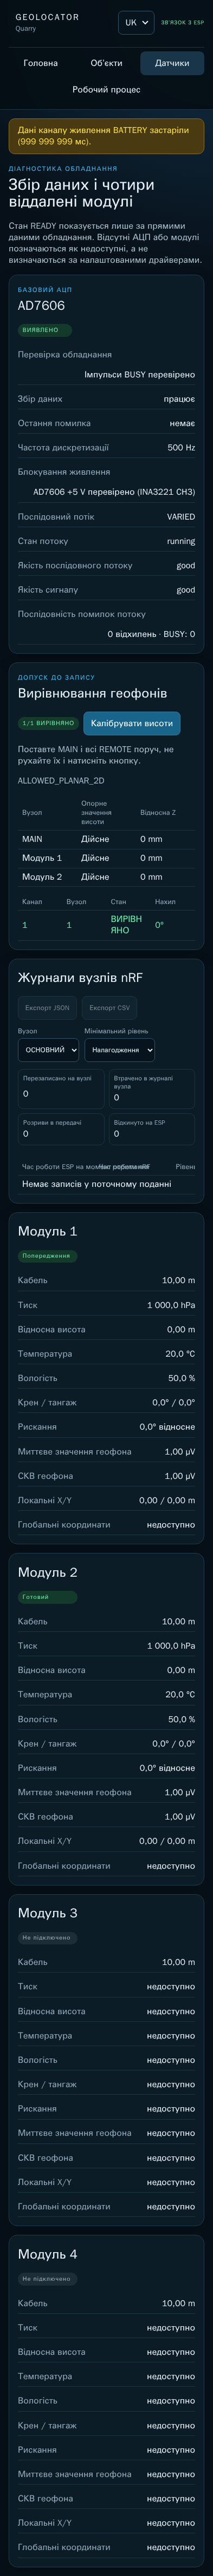 GEOLOCATOR
Quarry
UK
ЗВ'ЯЗОК З ESP
Головна
Об'єкти
Датчики
Робочий процес
Дані каналу живлення BATTERY застаріли
(999 999 999 мс).
ДІАГНОСТИКА ОБЛАДНАННЯ
Збір даних і чотири
віддалені модулі
Стан READY показується лише за прямими
даними обладнання. Відсутні АЦП або модулі
позначаються як недоступні, а не
визначаються за налаштованими драйверами.
БАЗОВИЙ АЦП
AD7606
ВИЯВЛЕНО
Перевірка обладнання
Імпульси BUSY перевірено
Збір даних працює
Остання помилка немає
Частота дискретизації 500 Hz
Блокування живлення
AD7606 +5 V перевірено (INA3221 CH3)
Послідовний потік VARIED
Стан потоку running
Якість послідовного потоку good
Якість сигналу good
Послідовність помилок потоку
0 відхилень · BUSY: 0
ДОПУСК ДО ЗАПИСУ
Вирівнювання геофонів
1/1 ВИРІВНЯНО
Калібрувати висоти
Поставте MAIN і всі REMOTE поруч, не
рухайте їх і натисніть кнопку.
ALLOWED_PLANAR_2D
Вузол Опорне значення висоти Відносна Z
MAIN Дійсне 0 mm
Модуль 1 Дійсне 0 mm
Модуль 2 Дійсне 0 mm
Канал Вузол Стан Нахил
1 1 ВИРІВН
ЯНО 0°
Журнали вузлів nRF
Експорт JSON Експорт CSV
Вузол Мінімальний рівень
ОСНОВНИЙ Налагодження
Перезаписано на вузлі
0
Втрачено в журналі
вузла
0
Розриви в передачі
0
Відкинуто на ESP
0
Час роботи ESP на момент Час роботи nRF Рівень
Немає записів у поточному поданні
Модуль 1
Попередження
Кабель 10,00 m
Тиск 1 000,0 hPa
Відносна висота 0,00 m
Температура 20,0 °C
Вологість 50,0 %
Крен / тангаж 0,0° / 0,0°
Рискання 0,0° відносне
Миттєве значення геофона 1,00 µV
СКВ геофона 1,00 µV
Локальні X/Y 0,00 / 0,00 m
Глобальні координати недоступно
Модуль 2
Готовий
Кабель 10,00 m
Тиск 1 000,0 hPa
Відносна висота 0,00 m
Температура 20,0 °C
Вологість 50,0 %
Крен / тангаж 0,0° / 0,0°
Рискання 0,0° відносне
Миттєве значення геофона 1,00 µV
СКВ геофона 1,00 µV
Локальні X/Y 0,00 / 0,00 m
Глобальні координати недоступно
Модуль 3
Не підключено
Кабель 10,00 m
Тиск недоступно
Відносна висота недоступно
Температура недоступно
Вологість недоступно
Крен / тангаж недоступно
Рискання недоступно
Миттєве значення геофона недоступно
СКВ геофона недоступно
Локальні X/Y недоступно
Глобальні координати недоступно
Модуль 4
Не підключено
Кабель 10,00 m
Тиск недоступно
Відносна висота недоступно
Температура недоступно
Вологість недоступно
Крен / тангаж недоступно
Рискання недоступно
Миттєве значення геофона недоступно
СКВ геофона недоступно
Локальні X/Y недоступно
Глобальні координати недоступно